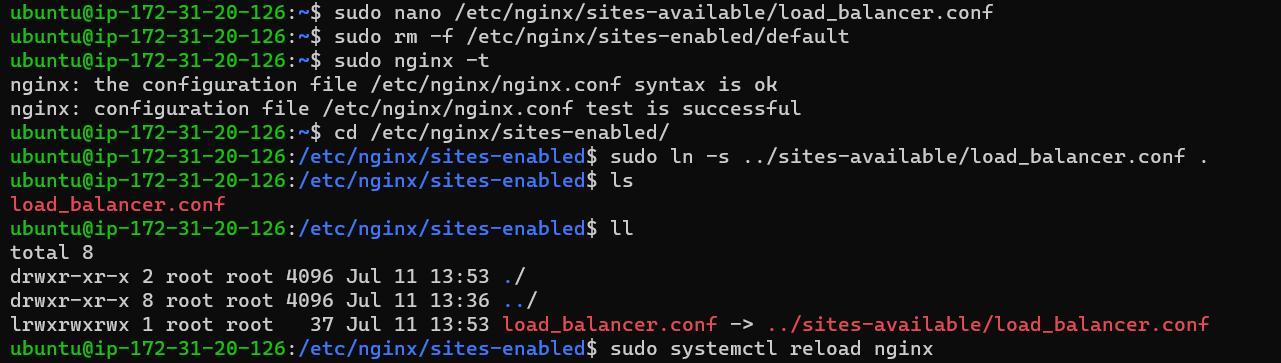 ubuntu@ip-172-31-20-126:~$ sudo nano /etc/nginx/sites-available/load_balancer.conf
ubuntu@ip-172-31-20-126:~$ sudo rm -f /etc/nginx/sites-enabled/default
ubuntu@ip-172-31-20-126:~$ sudo nginx -t
nginx: the configuration file /etc/nginx/nginx.conf syntax is ok
nginx: configuration file /etc/nginx/nginx.conf test is successful
ubuntu@ip-172-31-20-126:~$ cd /etc/nginx/sites-enabled/
ubuntu@ip-172-31-20-126:/etc/nginx/sites-enabled$ sudo ln -s ../sites-available/load_balancer.conf .
ubuntu@ip-172-31-20-126:/etc/nginx/sites-enabled$ ls
load_balancer.conf
ubuntu@ip-172-31-20-126:/etc/nginx/sites-enabled$ ll
total 8
drwxr-xr-x 2 root root 4096 Jul 11 13:53 ./
drwxr-xr-x 8 root root 4096 Jul 11 13:36 ../
lrwxrwxrwx 1 root root   37 Jul 11 13:53 load_balancer.conf -> ../sites-available/load_balancer.conf
ubuntu@ip-172-31-20-126:/etc/nginx/sites-enabled$ sudo systemctl reload nginx